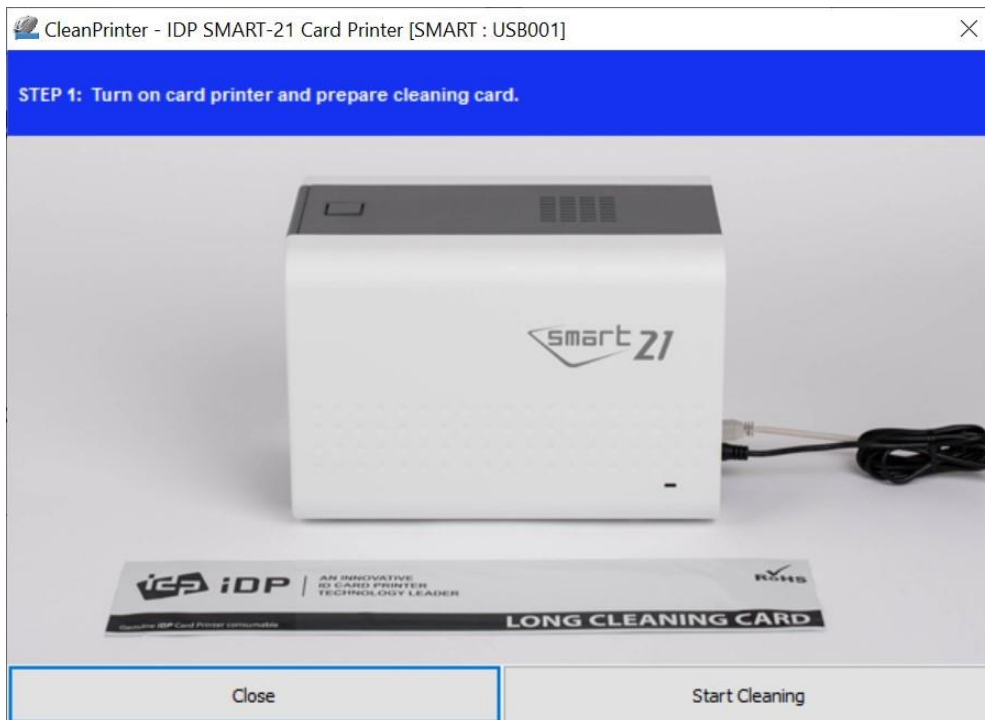 CleanPrinter - IDP SMART-21 Card Printer [SMART : USB001]
STEP 1: Turn on card printer and prepare cleaning card.
smart 21
iDP
AN INNOVATIVE
ID CARD PRINTER
TECHNOLOGY LEADER
RoHS
Genuine IDP Card Printer consumable
LONG CLEANING CARD
Close
Start Cleaning